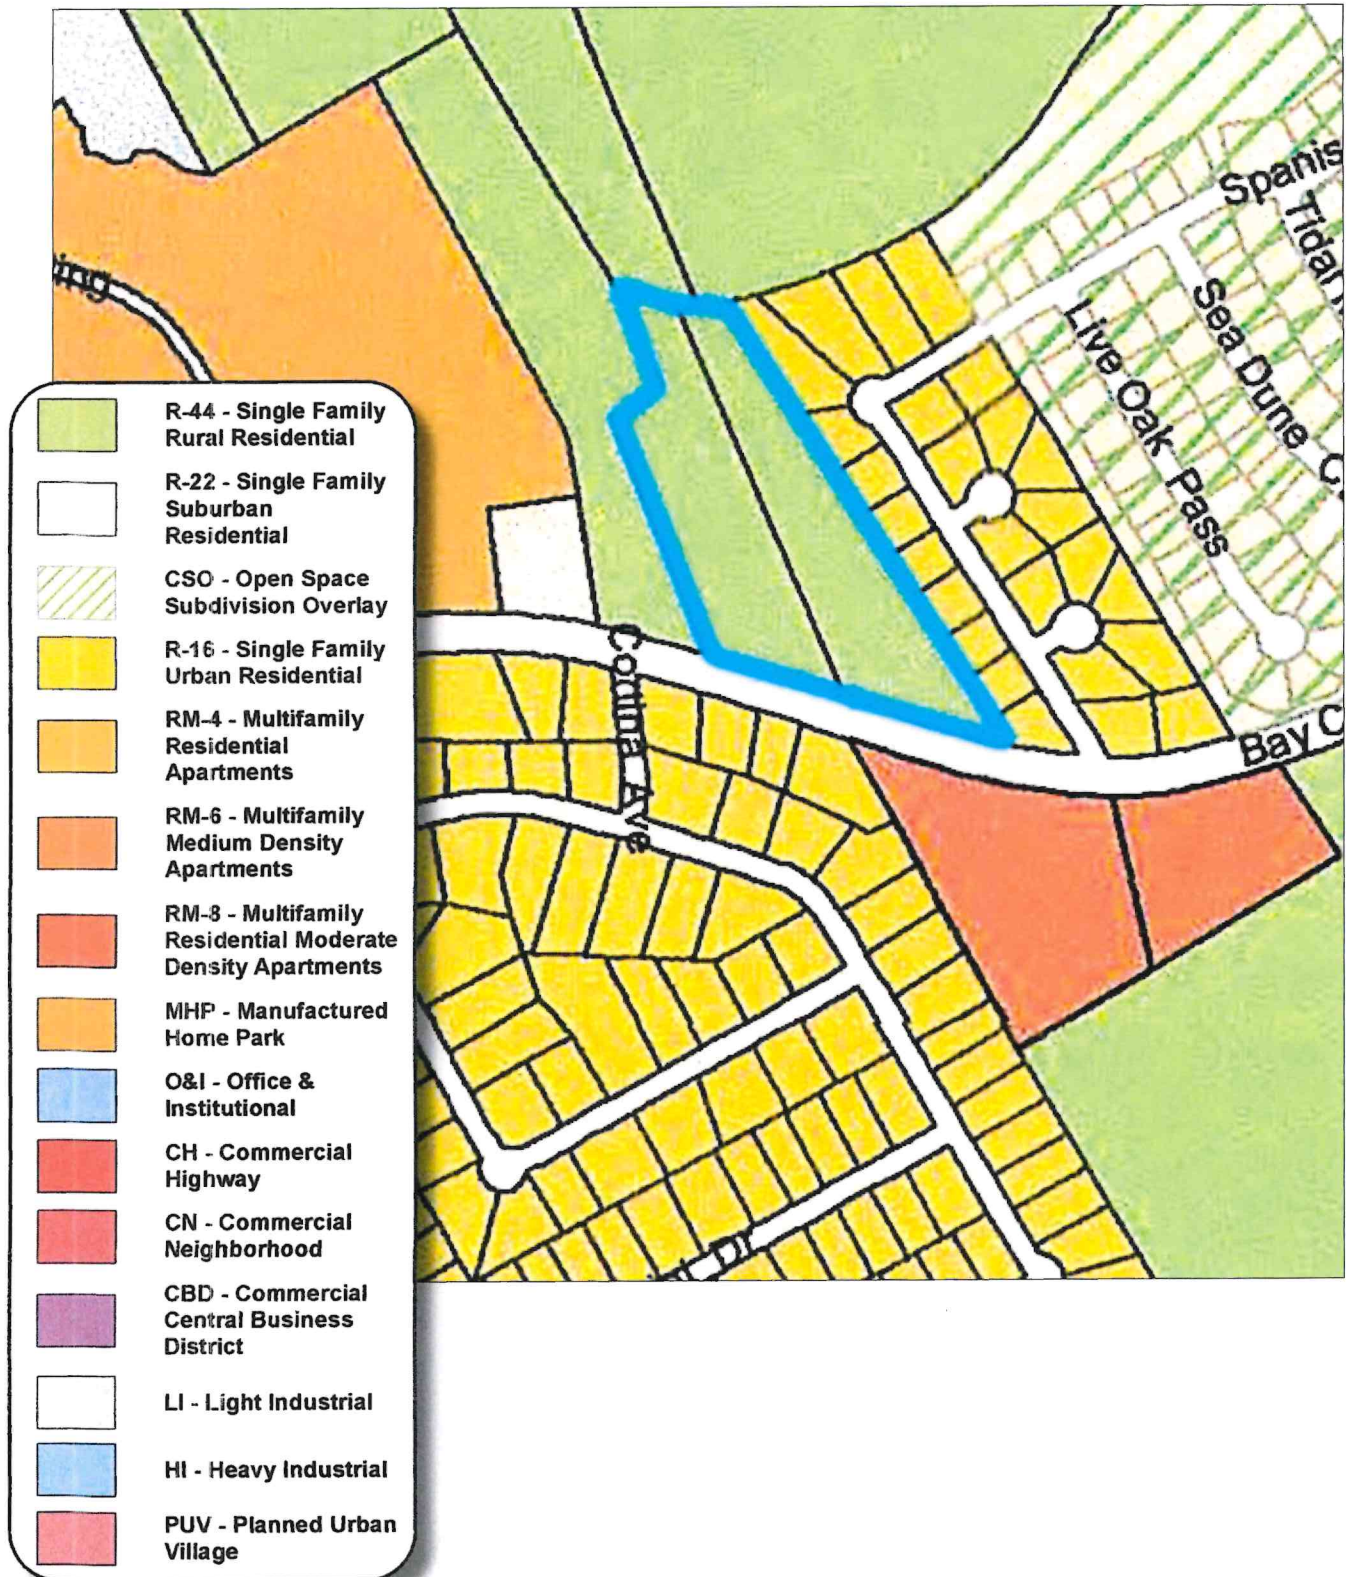 Spanis
Tidal
Sea Dune C
Live Oak Pass
ing
Bay C
Ave
Dr
R-44 - Single Family
Rural Residential
R-22 - Single Family
Suburban
Residential
CSO - Open Space
Subdivision Overlay
R-16 - Single Family
Urban Residential
RM-4 - Multifamily
Residential
Apartments
RM-6 - Multifamily
Medium Density
Apartments
RM-8 - Multifamily
Residential Moderate
Density Apartments
MHP - Manufactured
Home Park
O&I - Office &
Institutional
CH - Commercial
Highway
CN - Commercial
Neighborhood
CBD - Commercial
Central Business
District
LI - Light Industrial
HI - Heavy Industrial
PUV - Planned Urban
Village